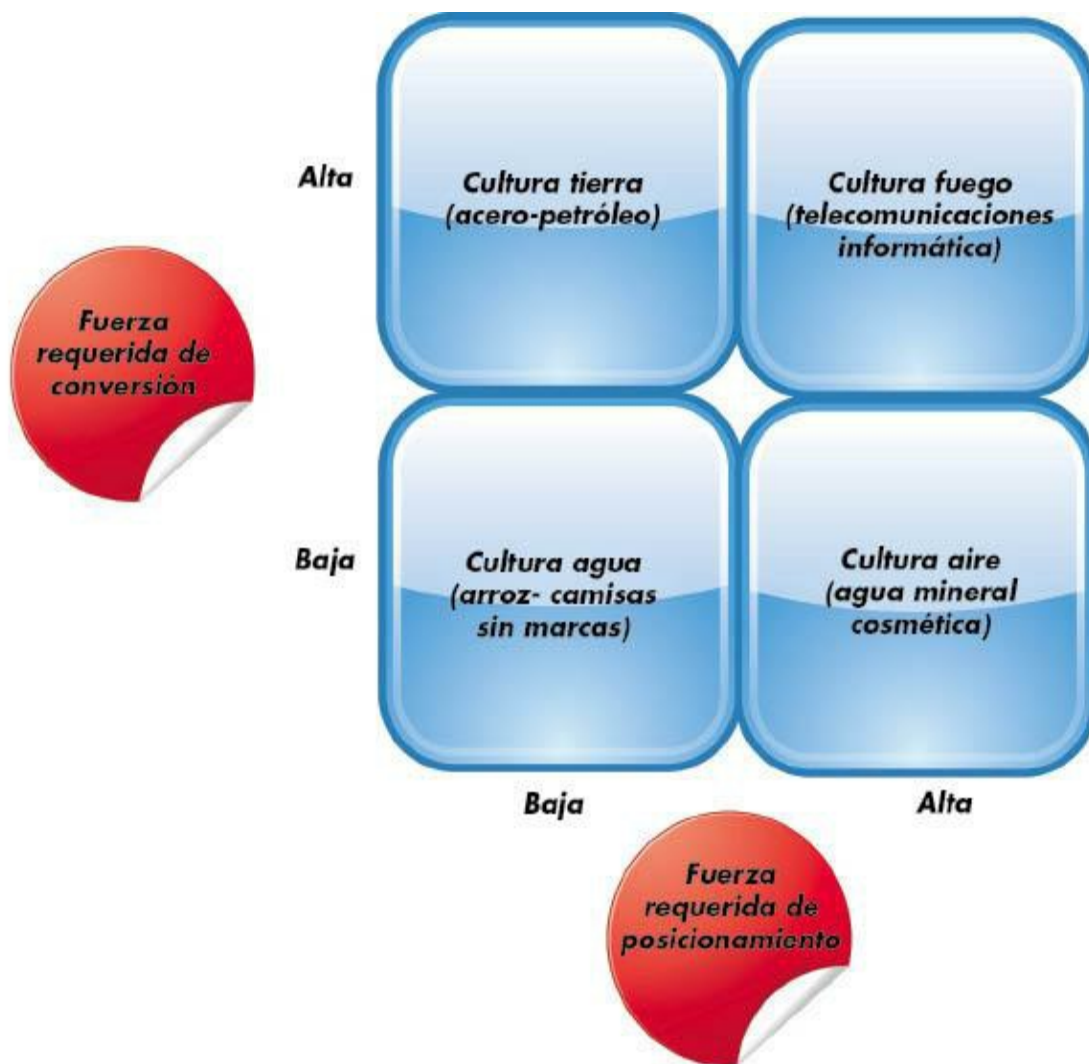 Alta
Cultura tierra
(acero-petróleo)
Cultura fuego
(telecomunicaciones
informática)
Fuerza
requerida de
conversión
Baja
Cultura agua
(arroz- camisas
sin marcas)
Cultura aire
(agua mineral
cosmética)
Baja
Alta
Fuerza
requerida de
posicionamiento